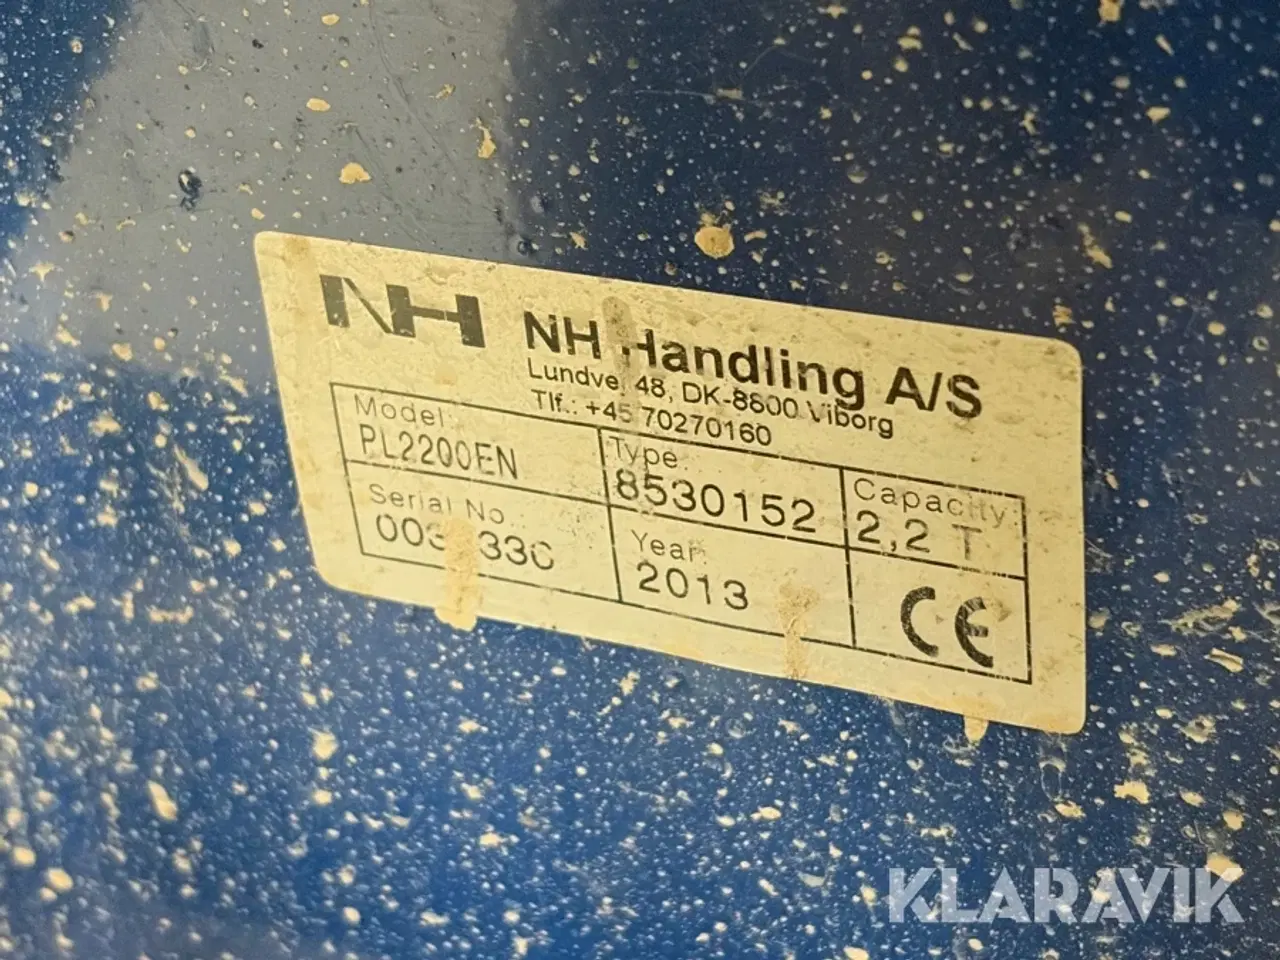 NH NH Handling A/S
48, DK-8800 Viborg
Tlf.: +45 70270160
Model: Type: Capacity:
PL2200EN 8530152 2,2 T
Serial No. Year:
2013 CE
KLARAVIK